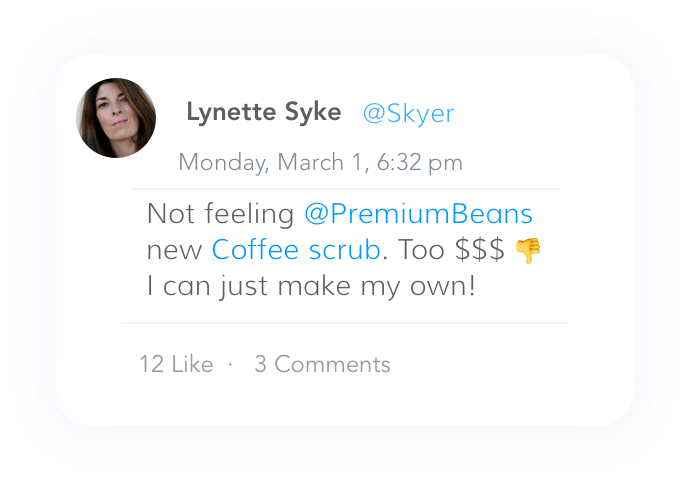 Lynette Syke @Skyer
Monday, March 1, 6:32 pm
Not feeling @PremiumBeans
new Coffee scrub. Too $$$ 👎
I can just make my own!
12 Like · 3 Comments